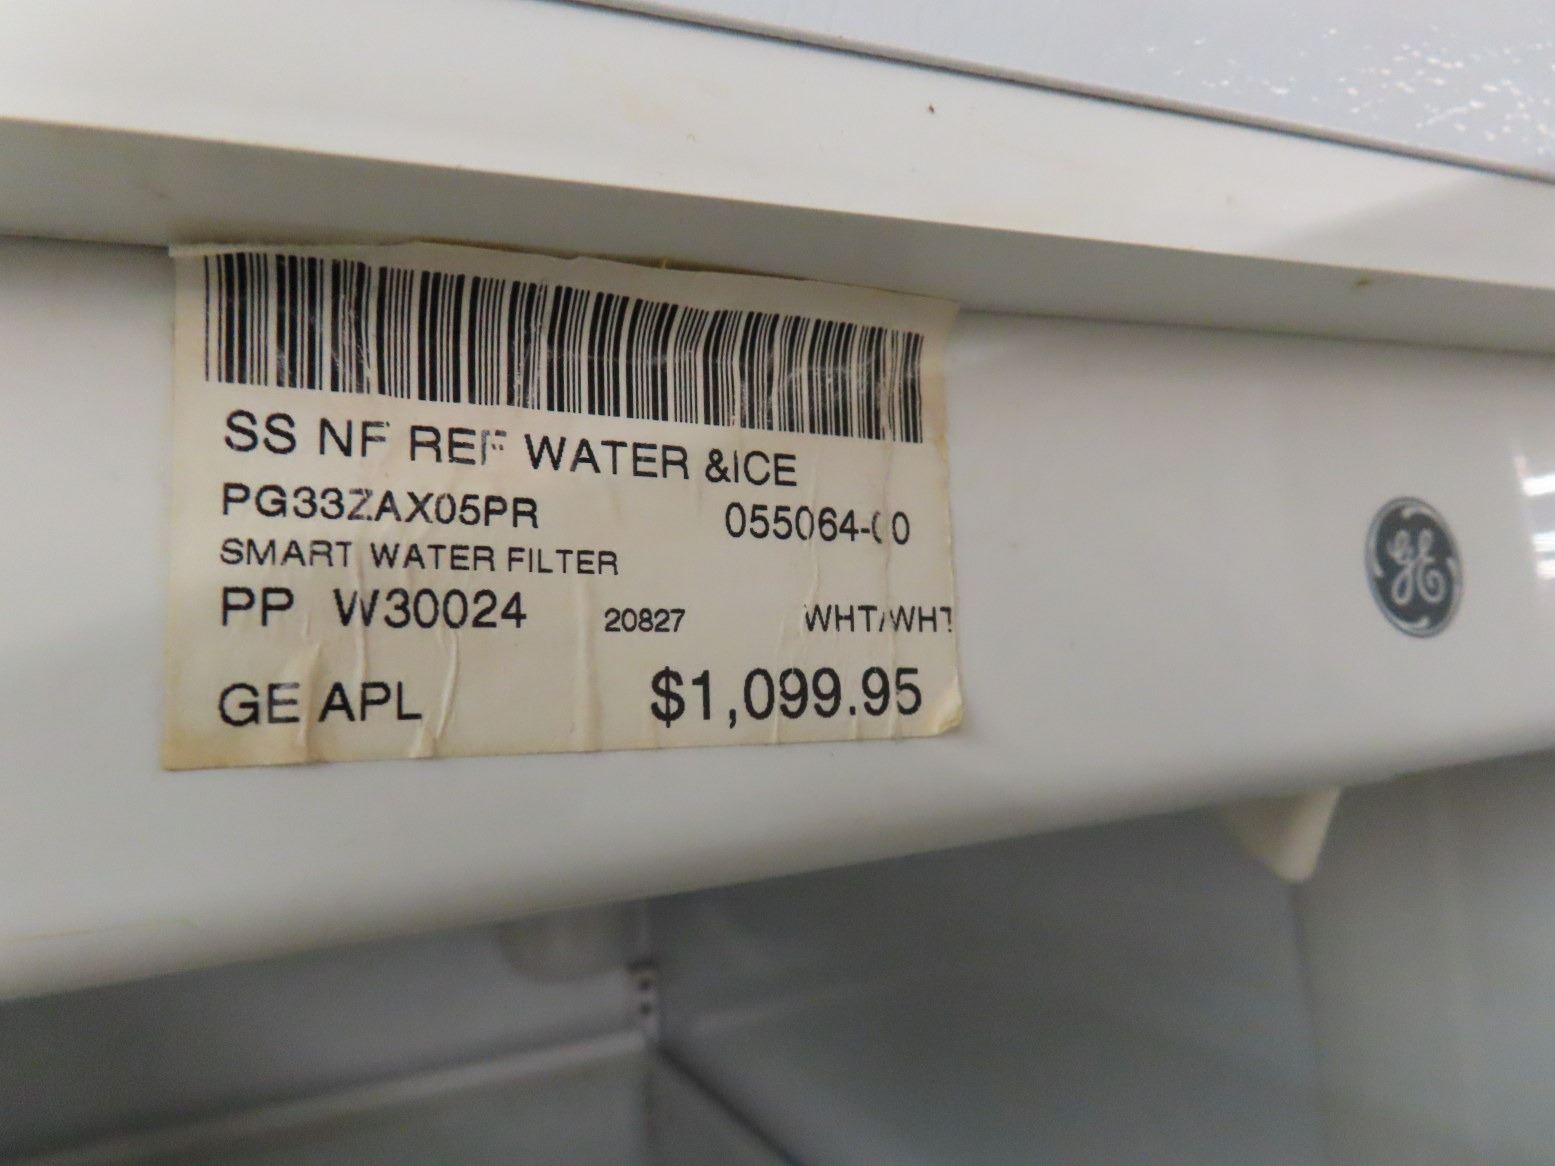 SS NF REF WATER &ICE
PG33ZAX05PR 055064-00
SMART WATER FILTER
PP W30024 20827 WHT/WHT
GE APL $1,099.95
GE